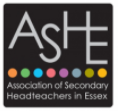 ASHE
Association of Secondary
Headteachers in Essex